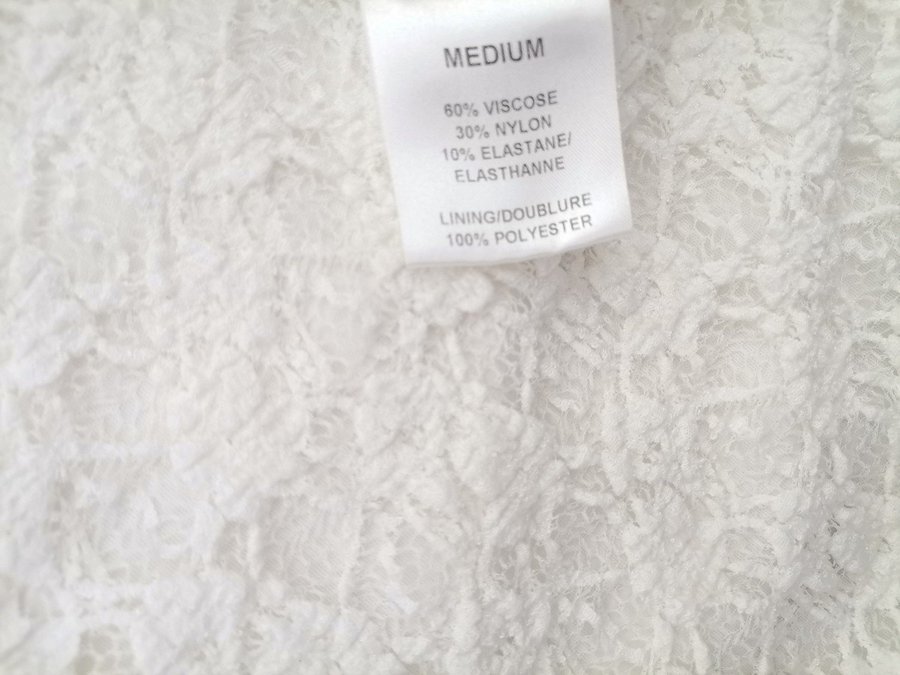 MEDIUM
60% VISCOSE
30% NYLON
10% ELASTANE/
ELASTHANNE
LINING/DOUBLURE
100% POLYESTER